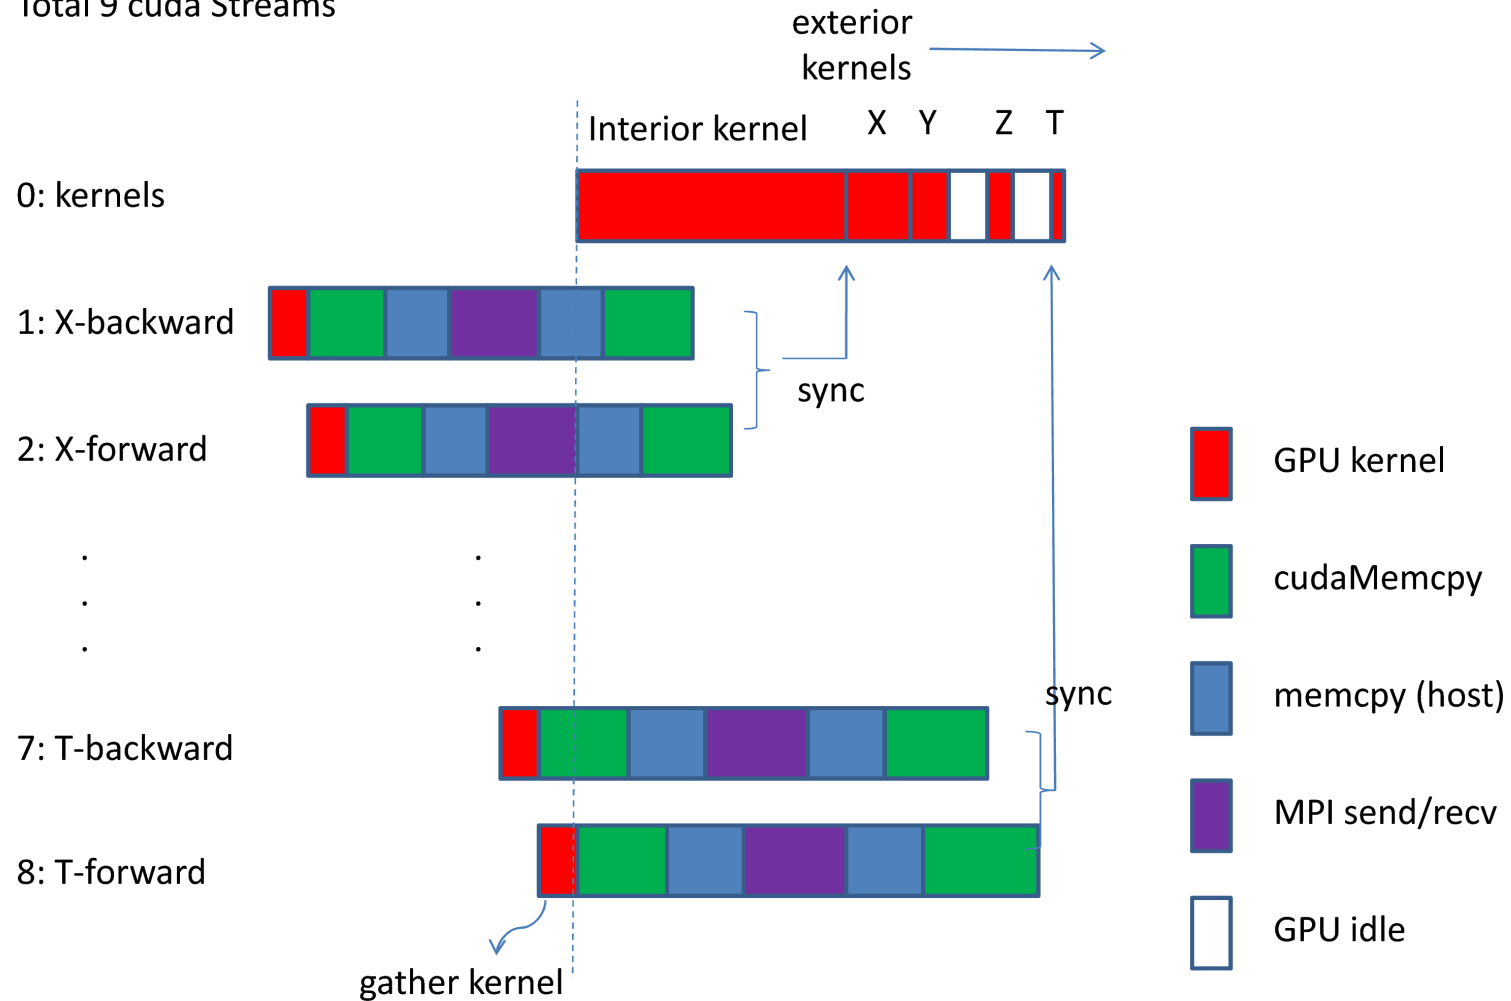 Total 9 cuda Streams
exterior
kernels
Interior kernel X Y Z T
0: kernels
1: X-backward
sync
2: X-forward
GPU kernel
.
.
.
.
.
.
cudaMemcpy
sync
memcpy (host)
7: T-backward
MPI send/recv
8: T-forward
GPU idle
gather kernel